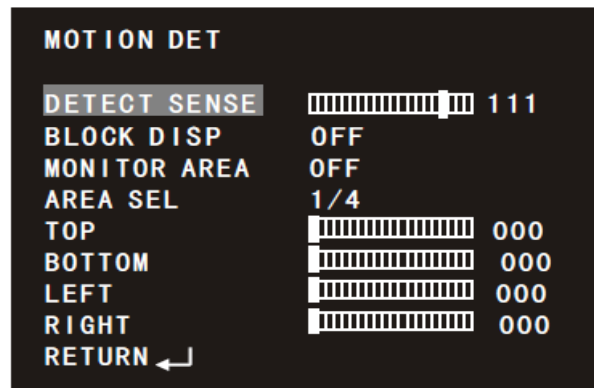 MOTION DET
DETECT SENSE 111
BLOCK DISP OFF
MONITOR AREA OFF
AREA SEL 1/4
TOP 000
BOTTOM 000
LEFT 000
RIGHT 000
RETURN